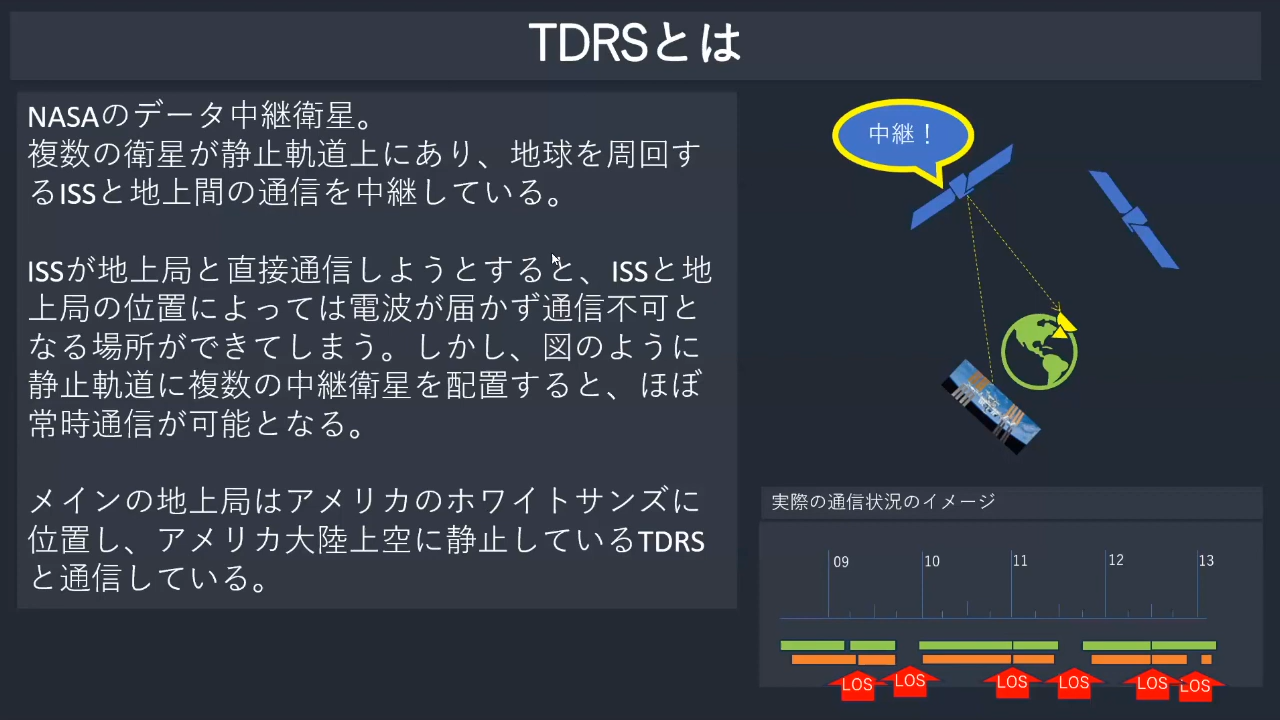 TDRSとは
NASAのデータ中継衛星。
複数の衛星が静止軌道上にあり、地球を周回す
るISSと地上間の通信を中継している。
ISSが地上局と直接通信しようとすると、ISSと地
上局の位置によっては電波が届かず通信不可と
なる場所ができてしまう。しかし、図のように
静止軌道に複数の中継衛星を配置すると、ほぼ
常時通信が可能となる。
メインの地上局はアメリカのホワイトサンズに
位置し、アメリカ大陸上空に静止しているTDRS
と通信している。
中継！
実際の通信状況のイメージ
09 10 11 12 13
LOS LOS LOS LOS LOS LOS